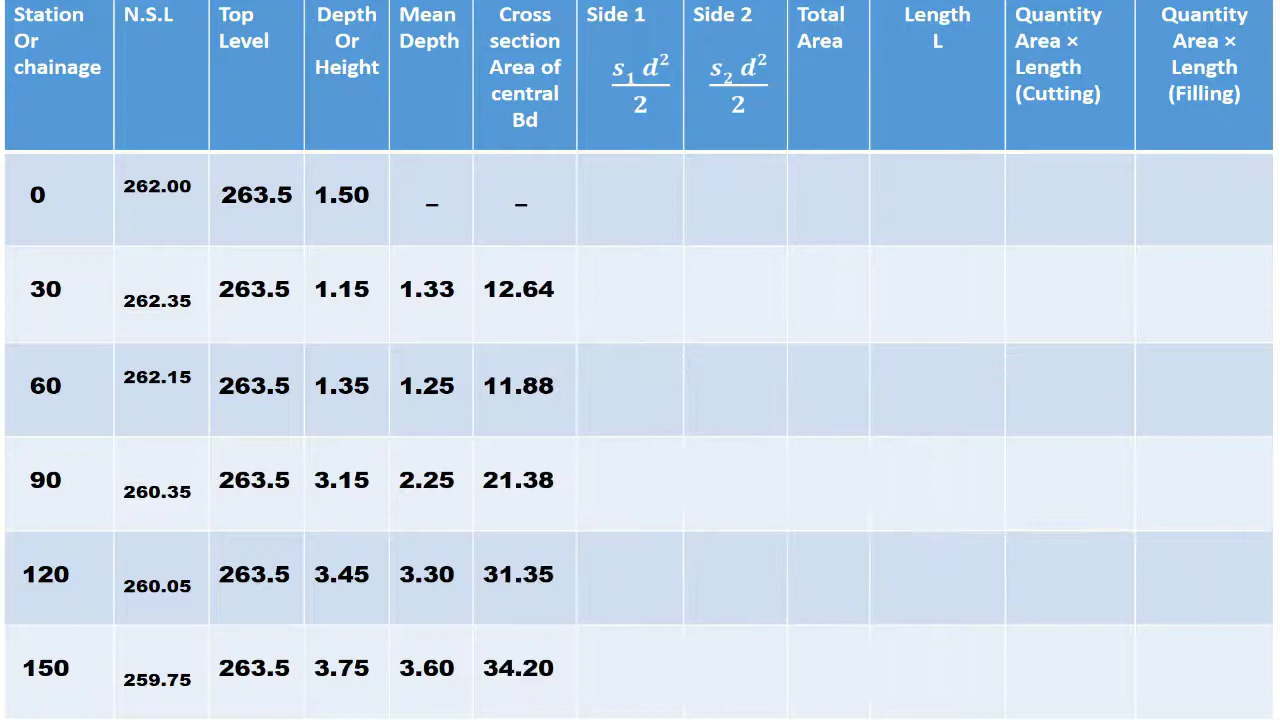 Station Or chainage	N.S.L	Top Level	Depth Or Height	Mean Depth	Cross section Area of central Bd	Side 1 s₁ d²/2	Side 2 s₂ d²/2	Total Area	Length L	Quantity Area × Length (Cutting)	Quantity Area × Length (Filling)
0	262.00	263.5	1.50	–	–
30	262.35	263.5	1.15	1.33	12.64
60	262.15	263.5	1.35	1.25	11.88
90	260.35	263.5	3.15	2.25	21.38
120	260.05	263.5	3.45	3.30	31.35
150	259.75	263.5	3.75	3.60	34.20